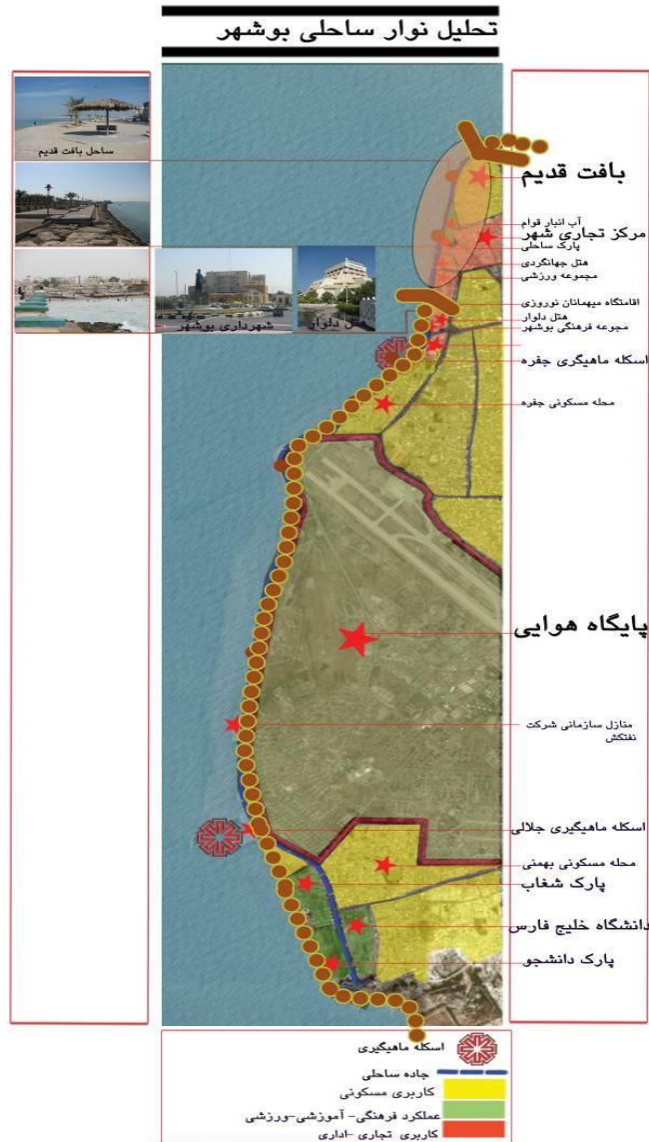 تحلیل نوار ساحلی بوشهر
ساحل بافت قدیم
شهرداری بوشهر
هتل دلوار
بافت قدیم
آب انبار قوام
مرکز تجاری شهر
پارک ساحلی
هتل جهانگردی
مجموعه ورزشی
اقامتگاه میهمانان نوروزی
هتل دلوار
مجوعه فرهنگی بوشهر
اسکله ماهیگری جفره
محله مسکونی جفره
پایگاه هوایی
منازل سازمانی شرکت
نفتکش
اسکله ماهیگیری جلالی
محله مسکونی بهمنی
پارک شغاب
دانشگاه خلیج فارس
پارک دانشجو
اسکله ماهیگیری
جاده ساحلی
کاربری مسکونی
عملکرد فرهنگی- آموزشی-ورزشی
کاربری تجاری -اداری